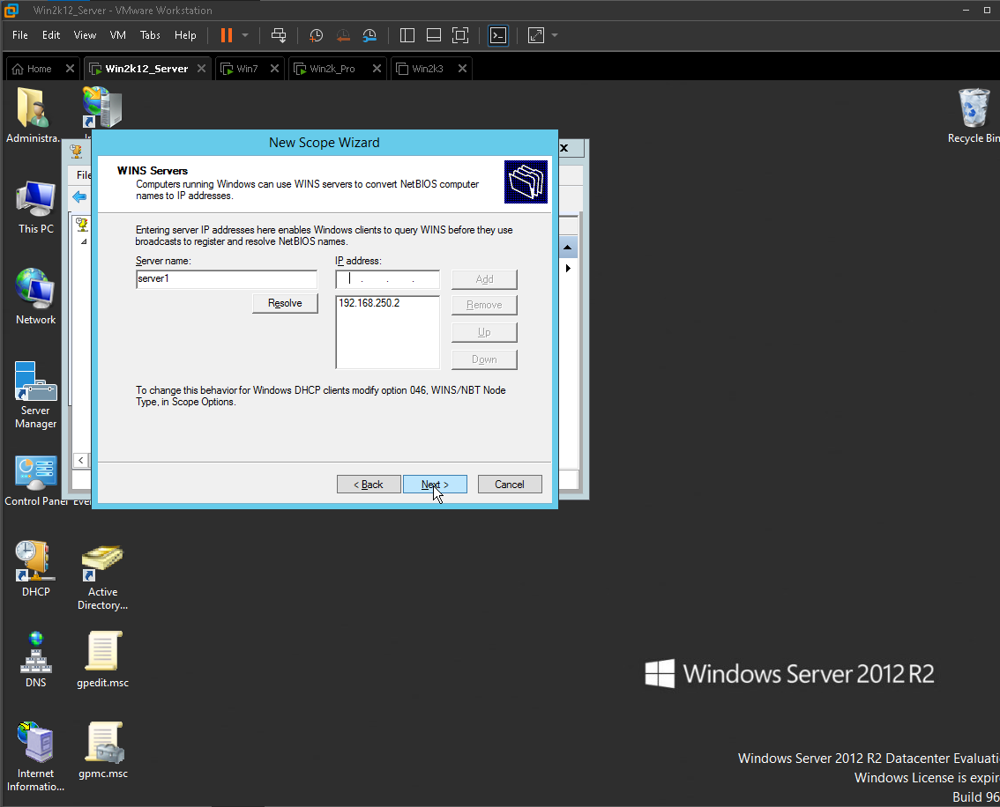 Win2k12_Server - VMware Workstation
File Edit View VM Tabs Help
Home Win2k12_Server Win7 Win2k_Pro Win2k3
Administra...
Recycle Bin
New Scope Wizard
File
WINS Servers
Computers running Windows can use WINS servers to convert NetBIOS computer
names to IP addresses.
This PC
Entering server IP addresses here enables Windows clients to query WINS before they use
broadcasts to register and resolve NetBIOS names.
Server name: IP address:
server1 . . . Add
Resolve 192.168.250.2 Remove
Up
Down
Network
To change this behavior for Windows DHCP clients modify option 046, WINS/NBT Node
Type, in Scope Options.
Server
Manager
< Back Next > Cancel
Control Panel
DHCP
Active
Directory...
DNS
gpedit.msc
Windows Server 2012 R2
Internet
Informatio...
gpmc.msc
Windows Server 2012 R2 Datacenter Evaluati
Windows License is expir
Build 96